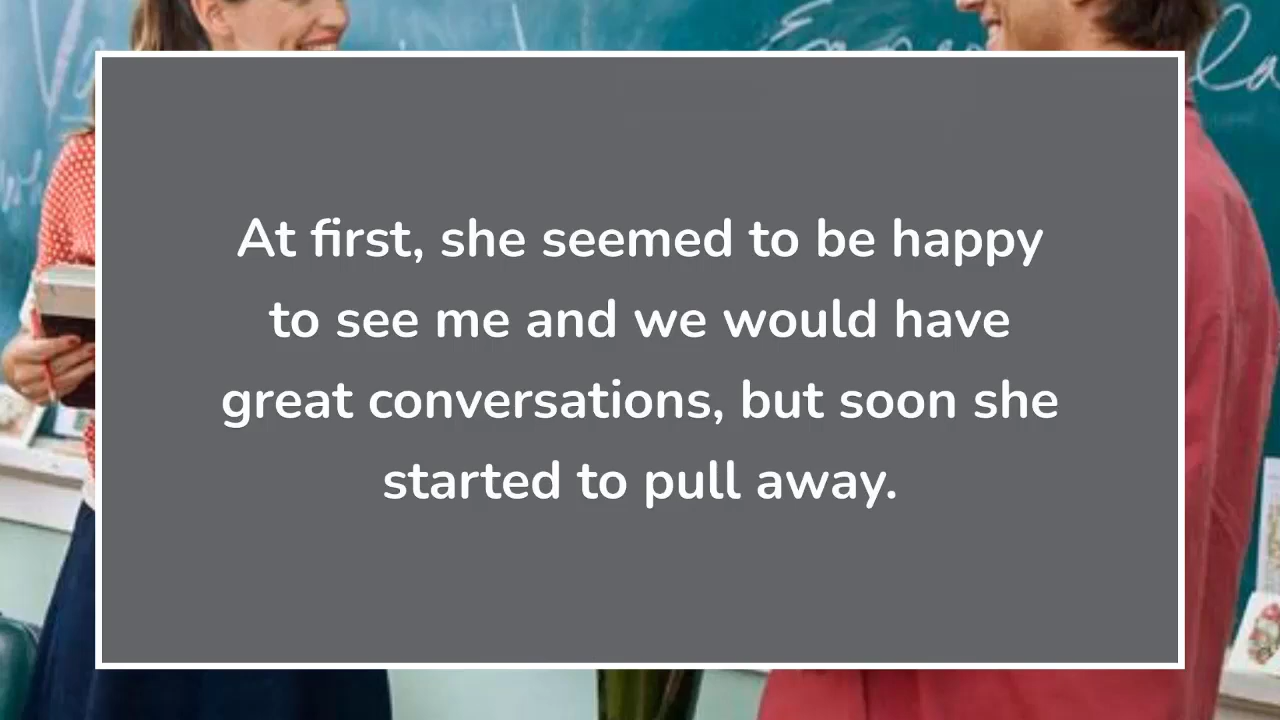 At first, she seemed to be happy
to see me and we would have
great conversations, but soon she
started to pull away.